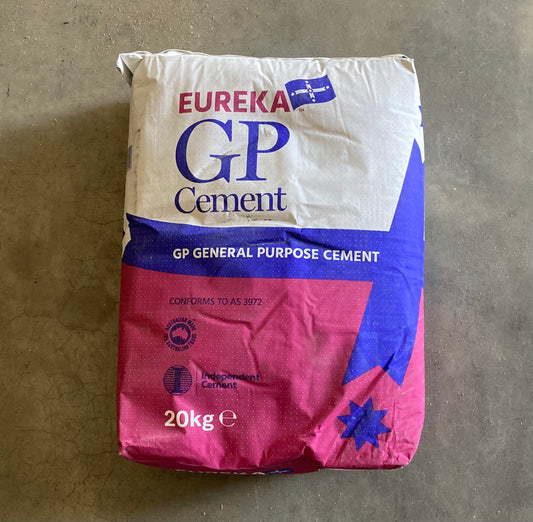 EUREKA
GP
Cement
GP GENERAL PURPOSE CEMENT
CONFORMS TO AS 3972
Independent
Cement
20kg ℮